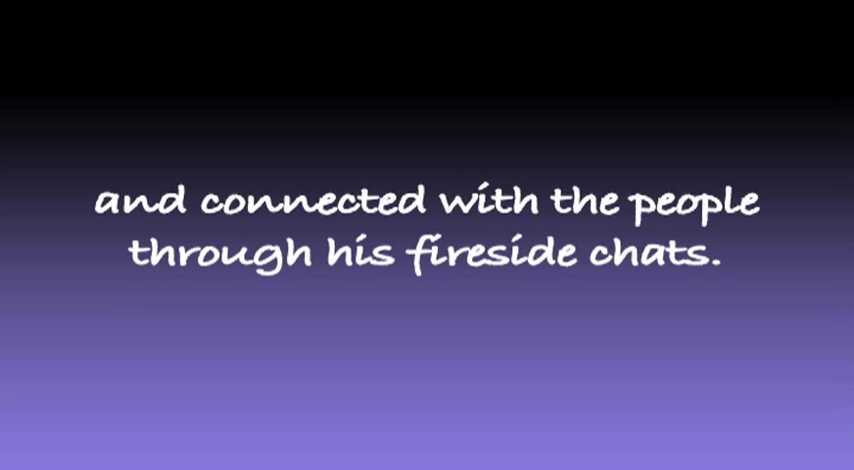 and connected with the people
through his fireside chats.